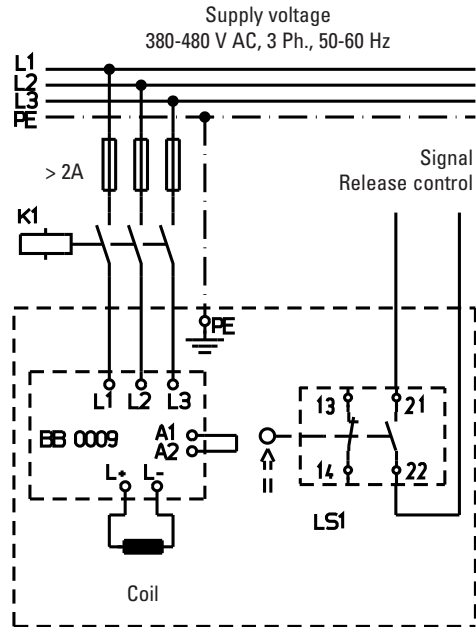 Supply voltage
380-480 V AC, 3 Ph., 50-60 Hz
L1
L2
L3
PE
Signal
Release control
> 2A
K1
PE
L1 L2 L3
13 21
BB 0009 A1
A2
14 22
L+ L-
LS1
Coil